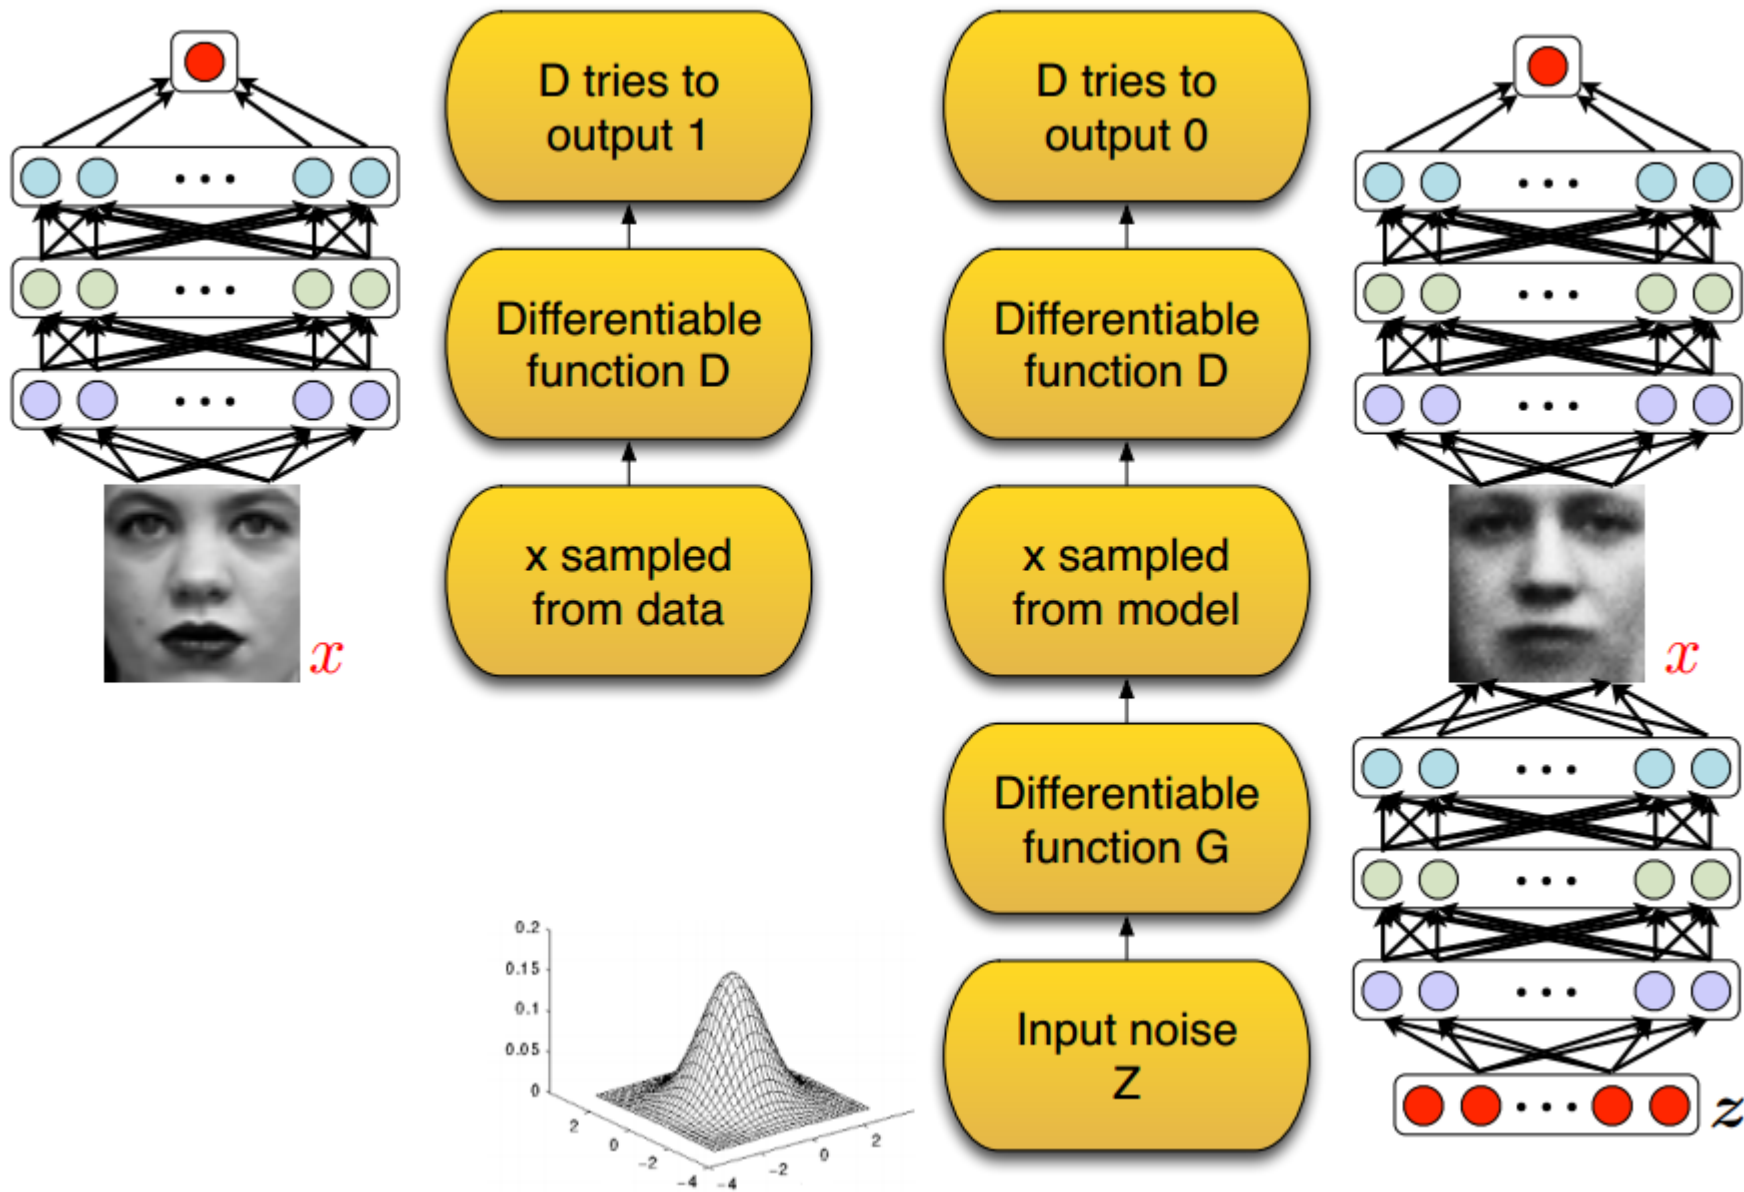 D tries to
output 1
Differentiable
function D
x sampled
from data
x
D tries to
output 0
Differentiable
function D
x sampled
from model
x
Differentiable
function G
Input noise
Z
z
0.2
0.15
0.1
0.05
0
2
0
-2
-4
-4
-2
0
2